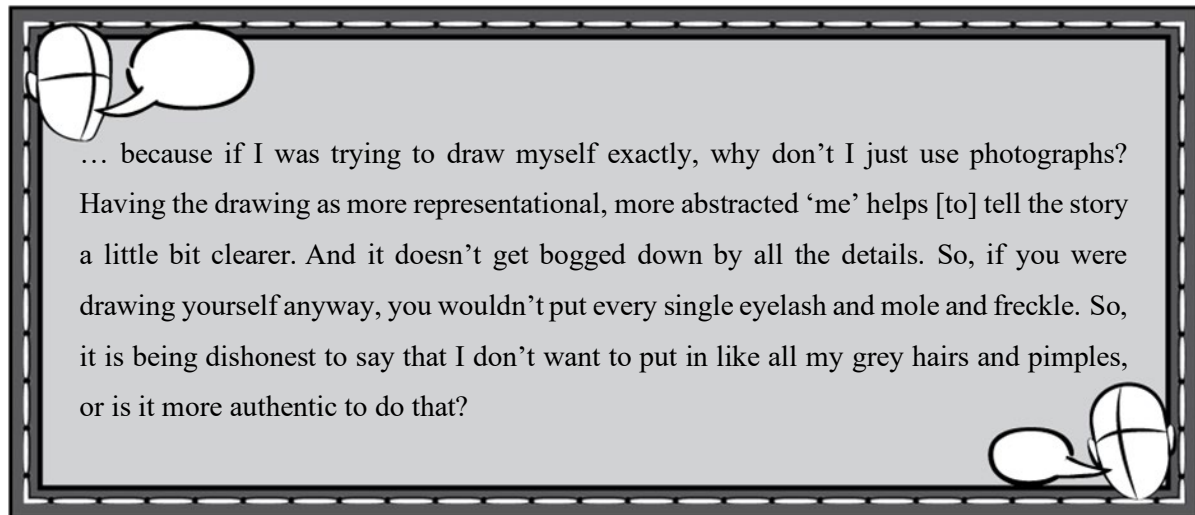 … because if I was trying to draw myself exactly, why don’t I just use photographs?
Having the drawing as more representational, more abstracted ‘me’ helps [to] tell the story
a little bit clearer. And it doesn’t get bogged down by all the details. So, if you were
drawing yourself anyway, you wouldn’t put every single eyelash and mole and freckle. So,
it is being dishonest to say that I don’t want to put in like all my grey hairs and pimples,
or is it more authentic to do that?